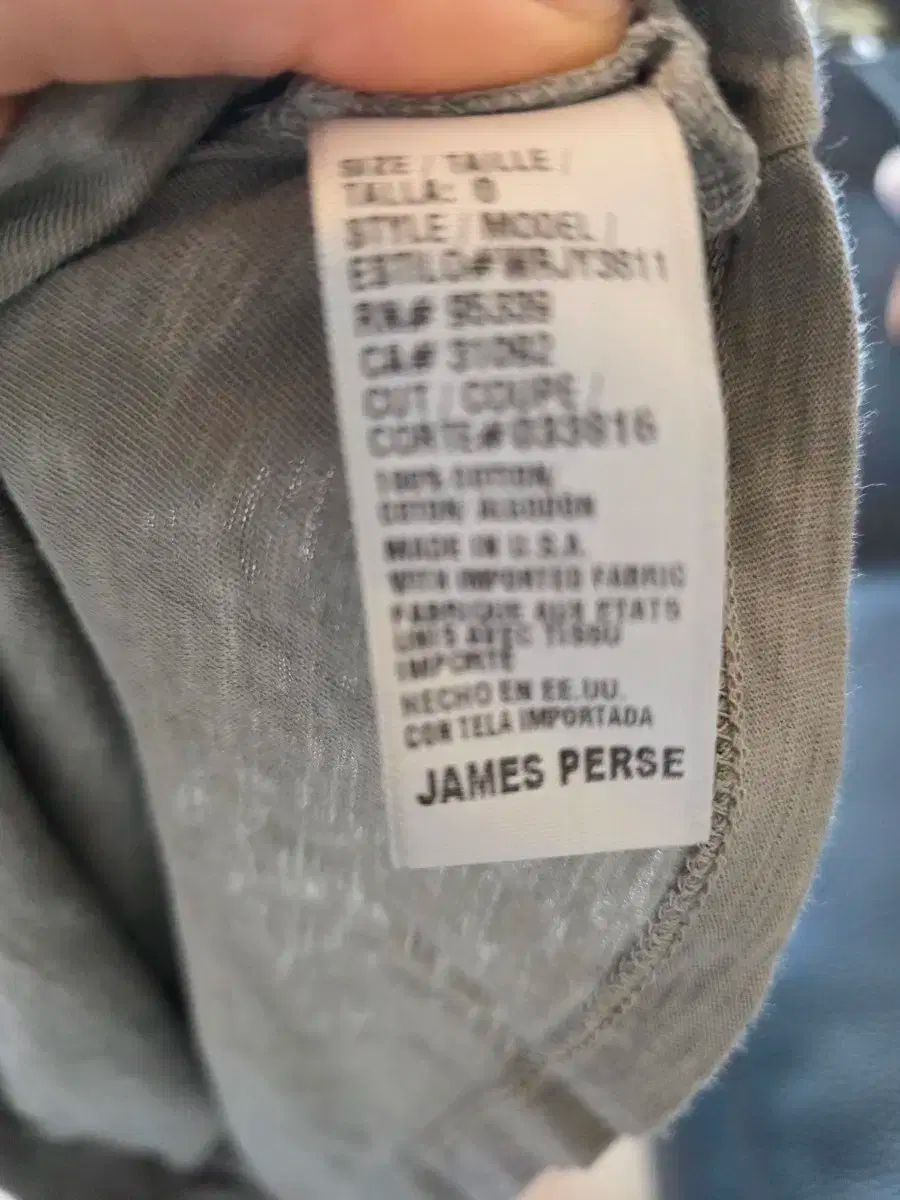 SIZE / TAILLE /
TALLA: 0
STYLE / MODEL /
ESTILO# WRJY3811
RN# 95339
CA# 31092
CUT / COUPE /
CORTE# 033816
100% COTTON;
COTON; ALGODON
MADE IN U.S.A.
WITH IMPORTED FABRIC
FABRIQUE AUX ETATS
UNIS AVEC TISSU
IMPORTE
HECHO EN EE.UU.
CON TELA IMPORTADA
JAMES PERSE